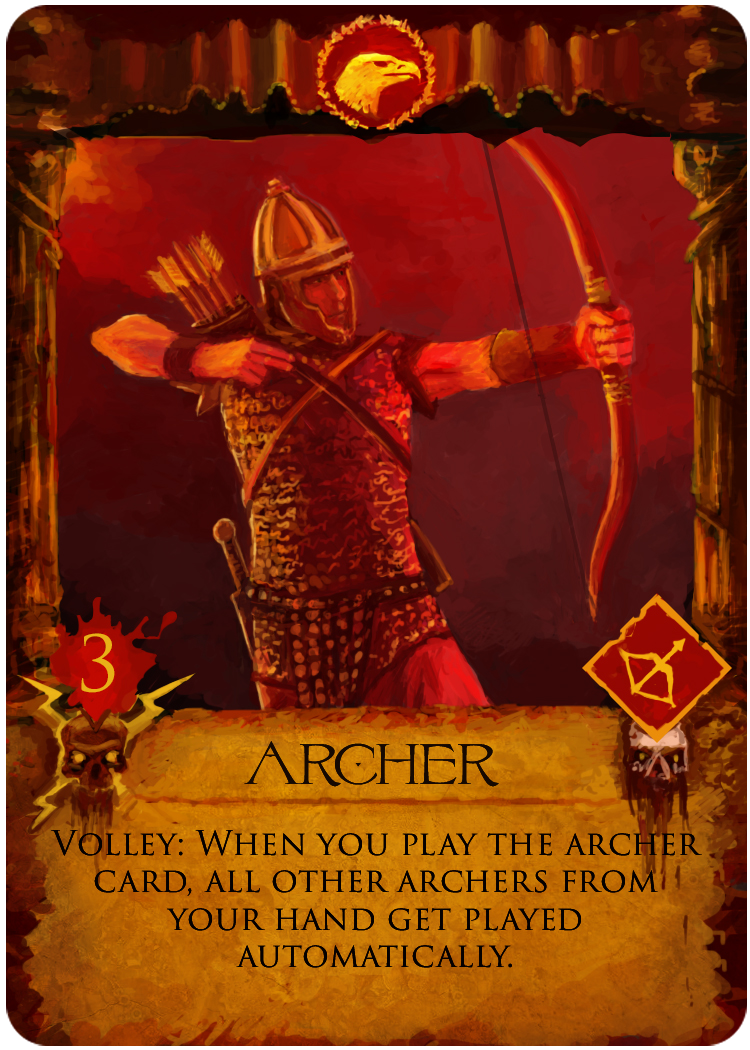 3
ARCHER
VOLLEY: WHEN YOU PLAY THE ARCHER
CARD, ALL OTHER ARCHERS FROM
YOUR HAND GET PLAYED
AUTOMATICALLY.